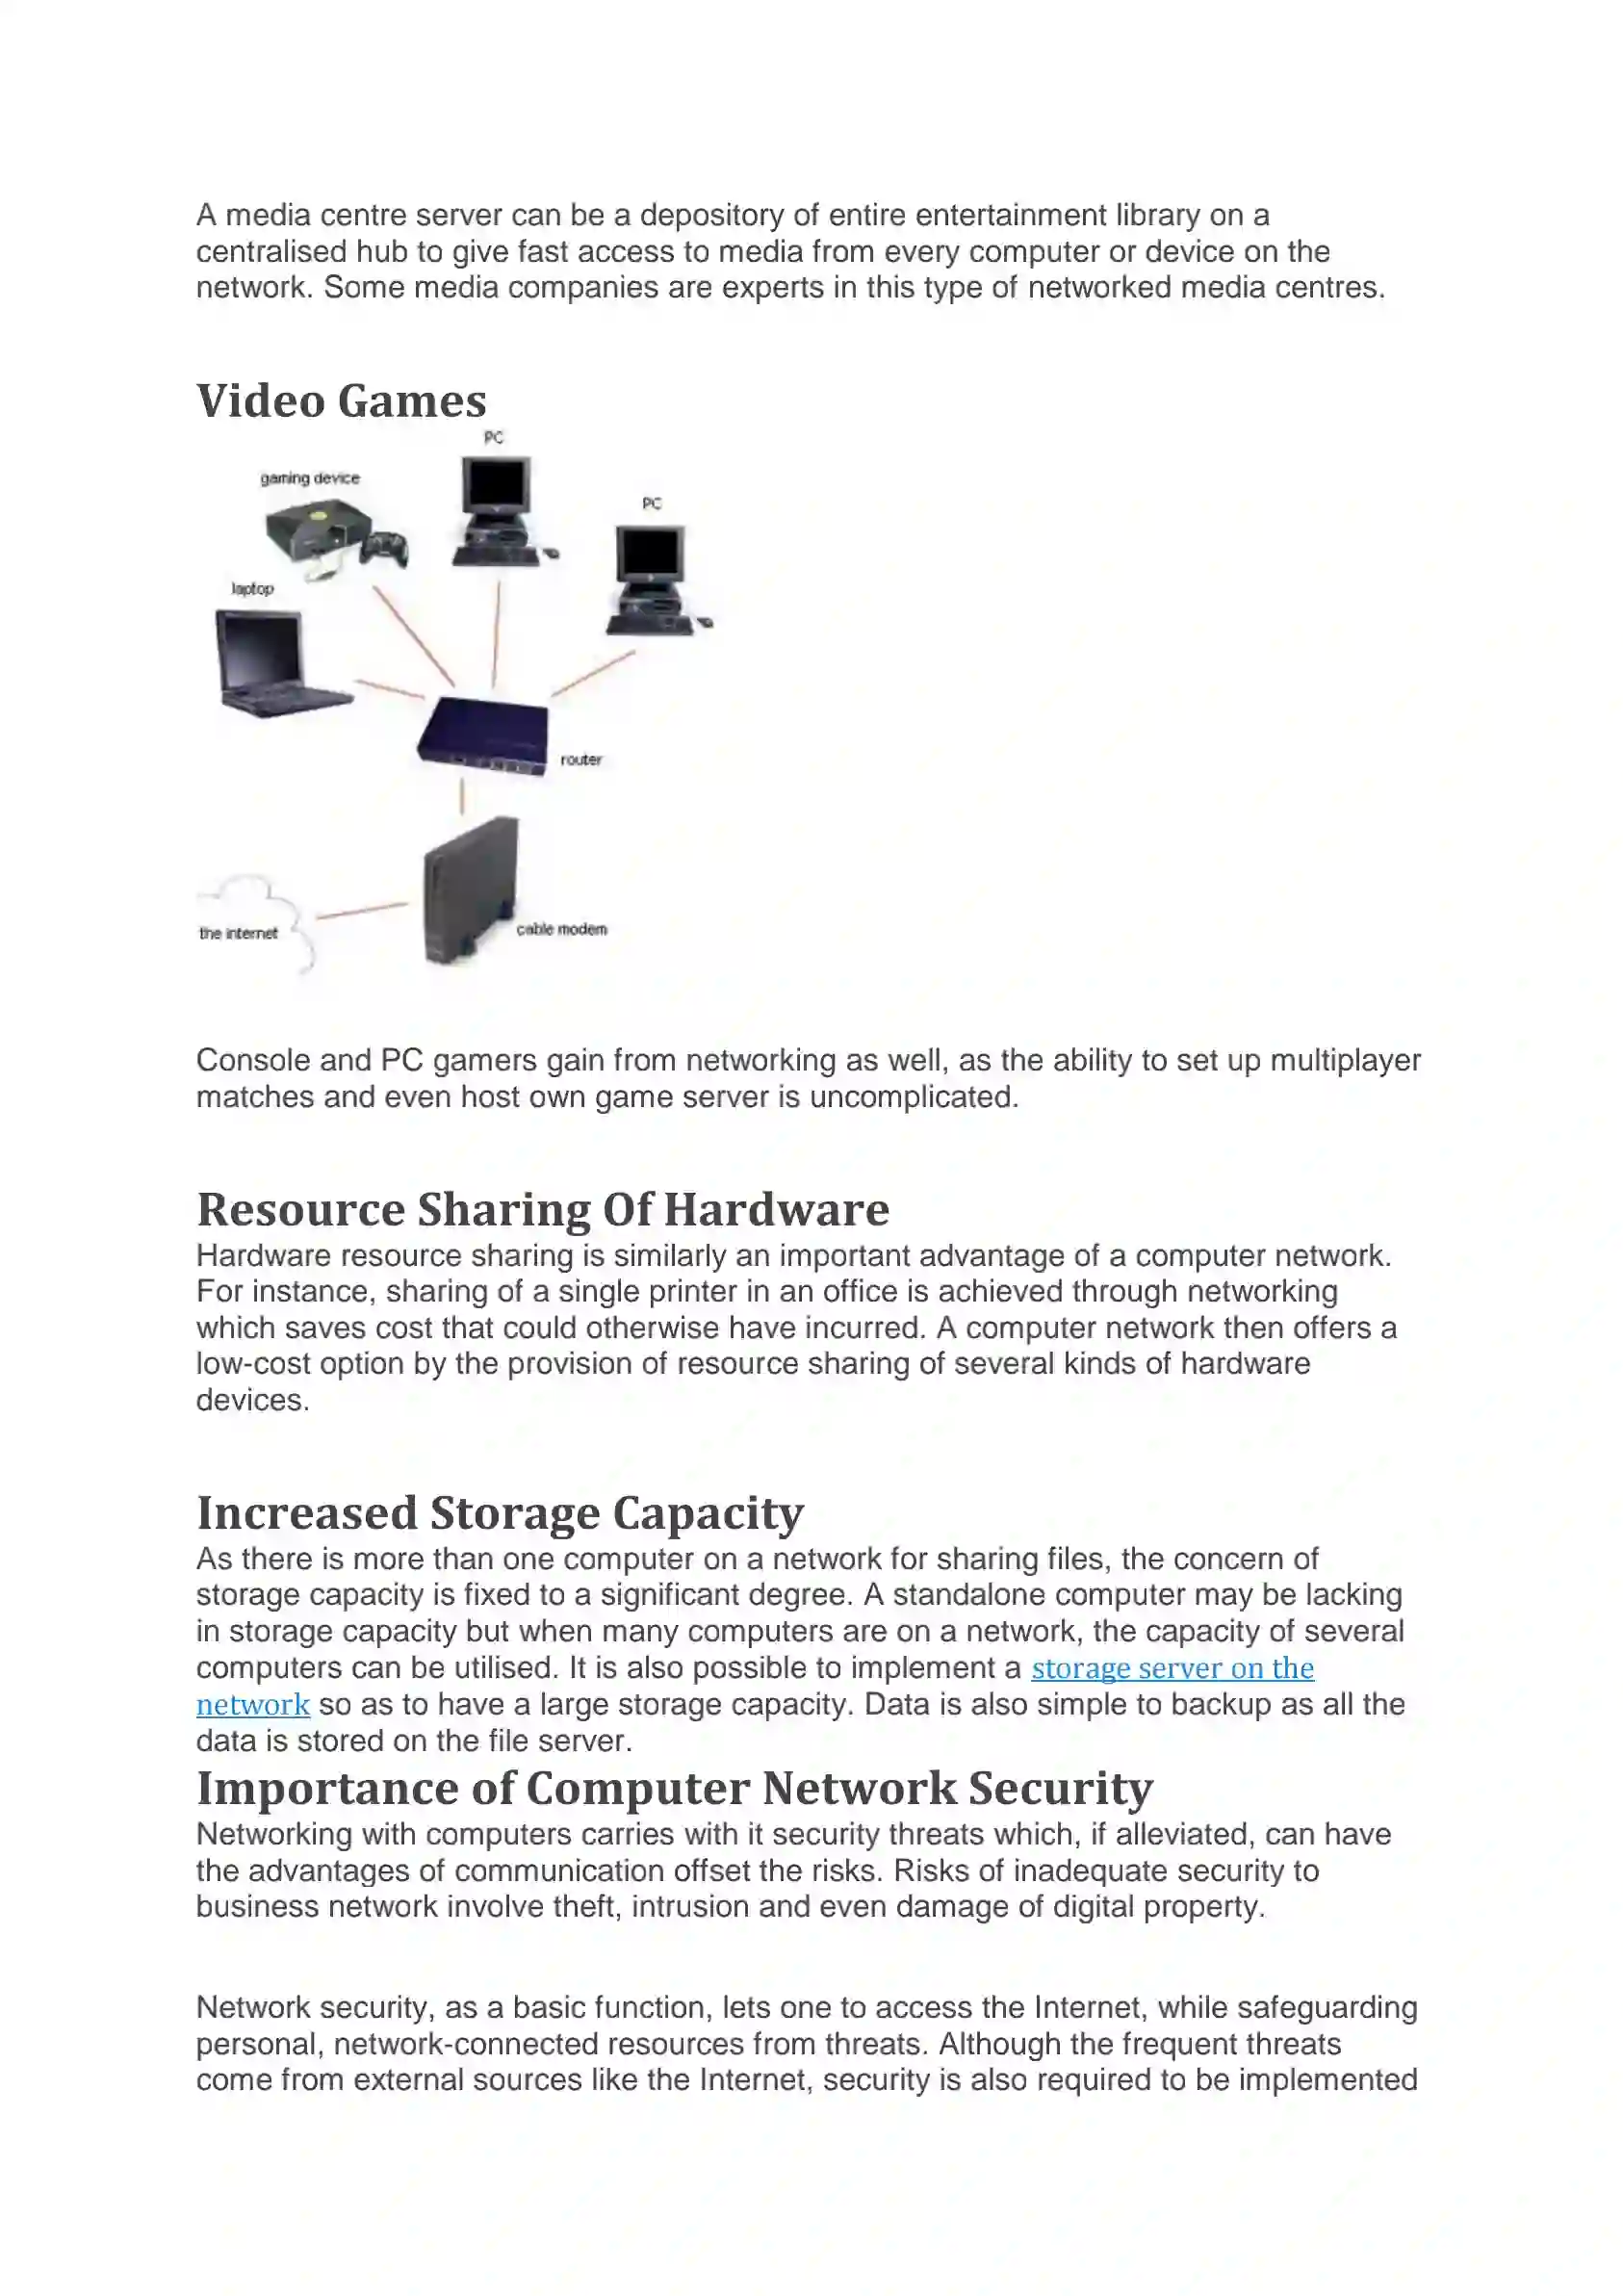 A media centre server can be a depository of entire entertainment library on a
centralised hub to give fast access to media from every computer or device on the
network. Some media companies are experts in this type of networked media centres.
Video Games
PC
gaming device
PC
laptop
router
the internet
cable modem
Console and PC gamers gain from networking as well, as the ability to set up multiplayer
matches and even host own game server is uncomplicated.
Resource Sharing Of Hardware
Hardware resource sharing is similarly an important advantage of a computer network.
For instance, sharing of a single printer in an office is achieved through networking
which saves cost that could otherwise have incurred. A computer network then offers a
low-cost option by the provision of resource sharing of several kinds of hardware
devices.
Increased Storage Capacity
As there is more than one computer on a network for sharing files, the concern of
storage capacity is fixed to a significant degree. A standalone computer may be lacking
in storage capacity but when many computers are on a network, the capacity of several
computers can be utilised. It is also possible to implement a storage server on the
network so as to have a large storage capacity. Data is also simple to backup as all the
data is stored on the file server.
Importance of Computer Network Security
Networking with computers carries with it security threats which, if alleviated, can have
the advantages of communication offset the risks. Risks of inadequate security to
business network involve theft, intrusion and even damage of digital property.
Network security, as a basic function, lets one to access the Internet, while safeguarding
personal, network-connected resources from threats. Although the frequent threats
come from external sources like the Internet, security is also required to be implemented